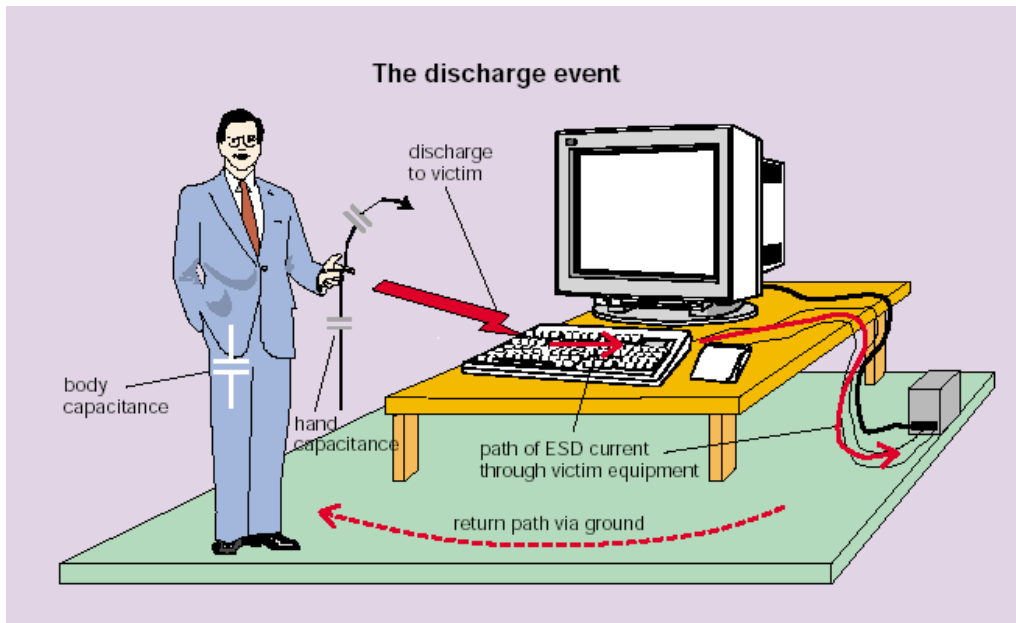 The discharge event
discharge
to victim
body
capacitance
hand
capacitance
path of ESD current
through victim equipment
return path via ground